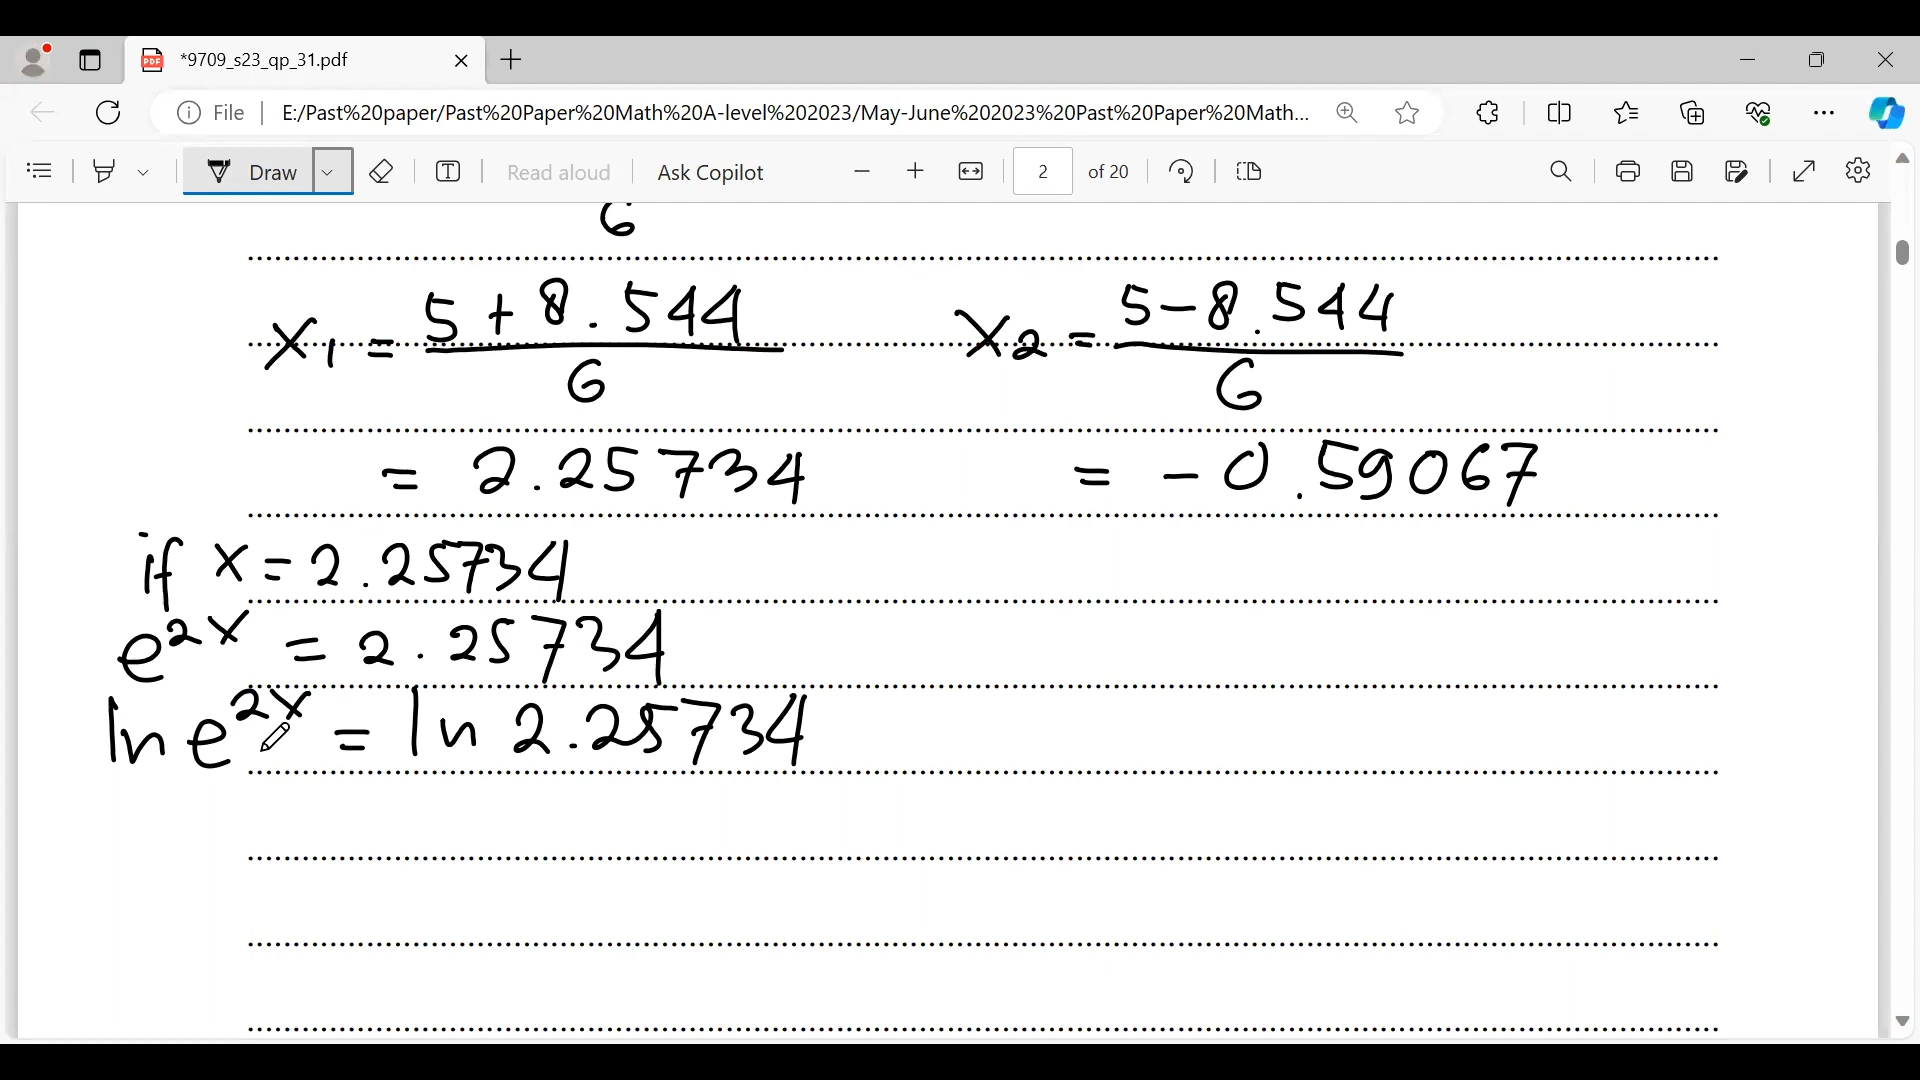 *9709_s23_qp_31.pdf
File E:/Past%20paper/Past%20Paper%20Math%20A-level%202023/May-June%202023%20Past%20Paper%20Math...
Draw Read aloud Ask Copilot 2 of 20
6
x₁ = (5 + 8.544)/6 x₂ = (5 - 8.544)/6
= 2.25734 = -0.59067
if x = 2.25734
e^2x = 2.25734
ln e^2x = ln 2.25734